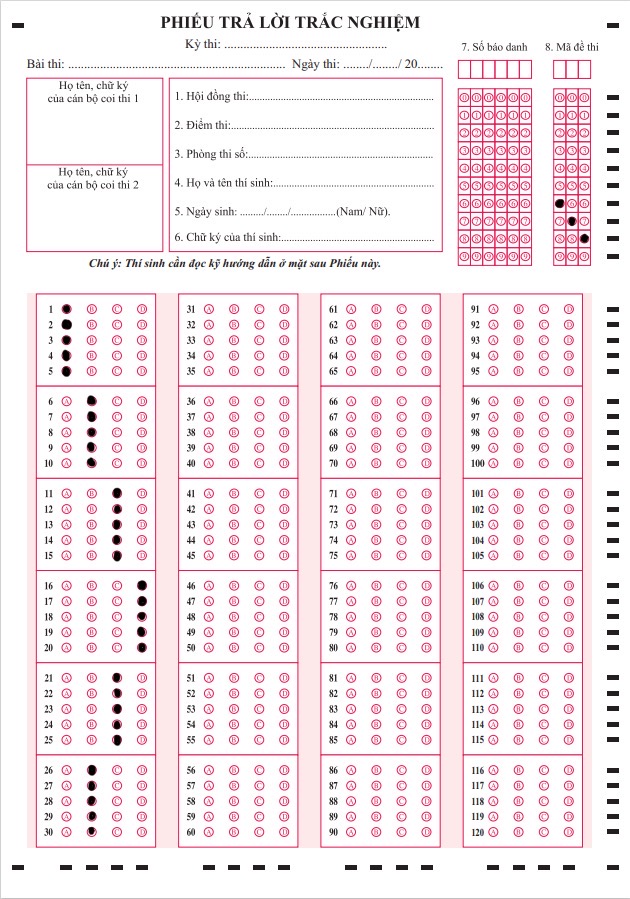 PHIẾU TRẢ LỜI TRẮC NGHIỆM
Kỳ thi: ..................................................
Bài thi: .................................................................... Ngày thi: ......../......../ 20........
7. Số báo danh
8. Mã đề thi
Họ tên, chữ ký
của cán bộ coi thi 1
Họ tên, chữ ký
của cán bộ coi thi 2
1. Hội đồng thi:..............................................................
2. Điểm thi:....................................................................
3. Phòng thi số:..............................................................
4. Họ và tên thí sinh:......................................................
5. Ngày sinh: ......../......../...............(Nam/ Nữ).
6. Chữ ký của thí sinh:...................................................
0 0 0 0 0 0 0 0 0
1 1 1 1 1 1 1 1 1
2 2 2 2 2 2 2 2 2
3 3 3 3 3 3 3 3 3
4 4 4 4 4 4 4 4 4
5 5 5 5 5 5 5 5 5
6 6 6 6 6 6 6 6
7 7 7 7 7 7 7 7
8 8 8 8 8 8 8 8
9 9 9 9 9 9 9 9 9
Chú ý: Thí sinh cần đọc kỹ hướng dẫn ở mặt sau Phiếu này.
1 B C D
2 B C D
3 B C D
4 B C D
5 B C D
6 A C D
7 A C D
8 A C D
9 A C D
10 A C D
11 A B D
12 A B D
13 A B D
14 A B D
15 A B D
16 A B C
17 A B C
18 A B C
19 A B C
20 A B C
21 A B D
22 A B D
23 A B D
24 A B D
25 A B D
26 A C D
27 A C D
28 A C D
29 A C D
30 A C D
31 A B C D
32 A B C D
33 A B C D
34 A B C D
35 A B C D
36 A B C D
37 A B C D
38 A B C D
39 A B C D
40 A B C D
41 A B C D
42 A B C D
43 A B C D
44 A B C D
45 A B C D
46 A B C D
47 A B C D
48 A B C D
49 A B C D
50 A B C D
51 A B C D
52 A B C D
53 A B C D
54 A B C D
55 A B C D
56 A B C D
57 A B C D
58 A B C D
59 A B C D
60 A B C D
61 A B C D
62 A B C D
63 A B C D
64 A B C D
65 A B C D
66 A B C D
67 A B C D
68 A B C D
69 A B C D
70 A B C D
71 A B C D
72 A B C D
73 A B C D
74 A B C D
75 A B C D
76 A B C D
77 A B C D
78 A B C D
79 A B C D
80 A B C D
81 A B C D
82 A B C D
83 A B C D
84 A B C D
85 A B C D
86 A B C D
87 A B C D
88 A B C D
89 A B C D
90 A B C D
91 A B C D
92 A B C D
93 A B C D
94 A B C D
95 A B C D
96 A B C D
97 A B C D
98 A B C D
99 A B C D
100 A B C D
101 A B C D
102 A B C D
103 A B C D
104 A B C D
105 A B C D
106 A B C D
107 A B C D
108 A B C D
109 A B C D
110 A B C D
111 A B C D
112 A B C D
113 A B C D
114 A B C D
115 A B C D
116 A B C D
117 A B C D
118 A B C D
119 A B C D
120 A B C D